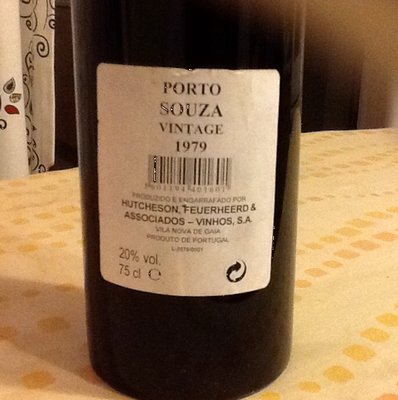 PORTO
SOUZA
VINTAGE
1979
5601194401601
PRODUZIDO E ENGARRAFADO POR
HUTCHESON, FEUERHEERD &
ASSOCIADOS – VINHOS, S.A.
VILA NOVA DE GAIA
PRODUTO DE PORTUGAL
20% vol.
75 cl ℮